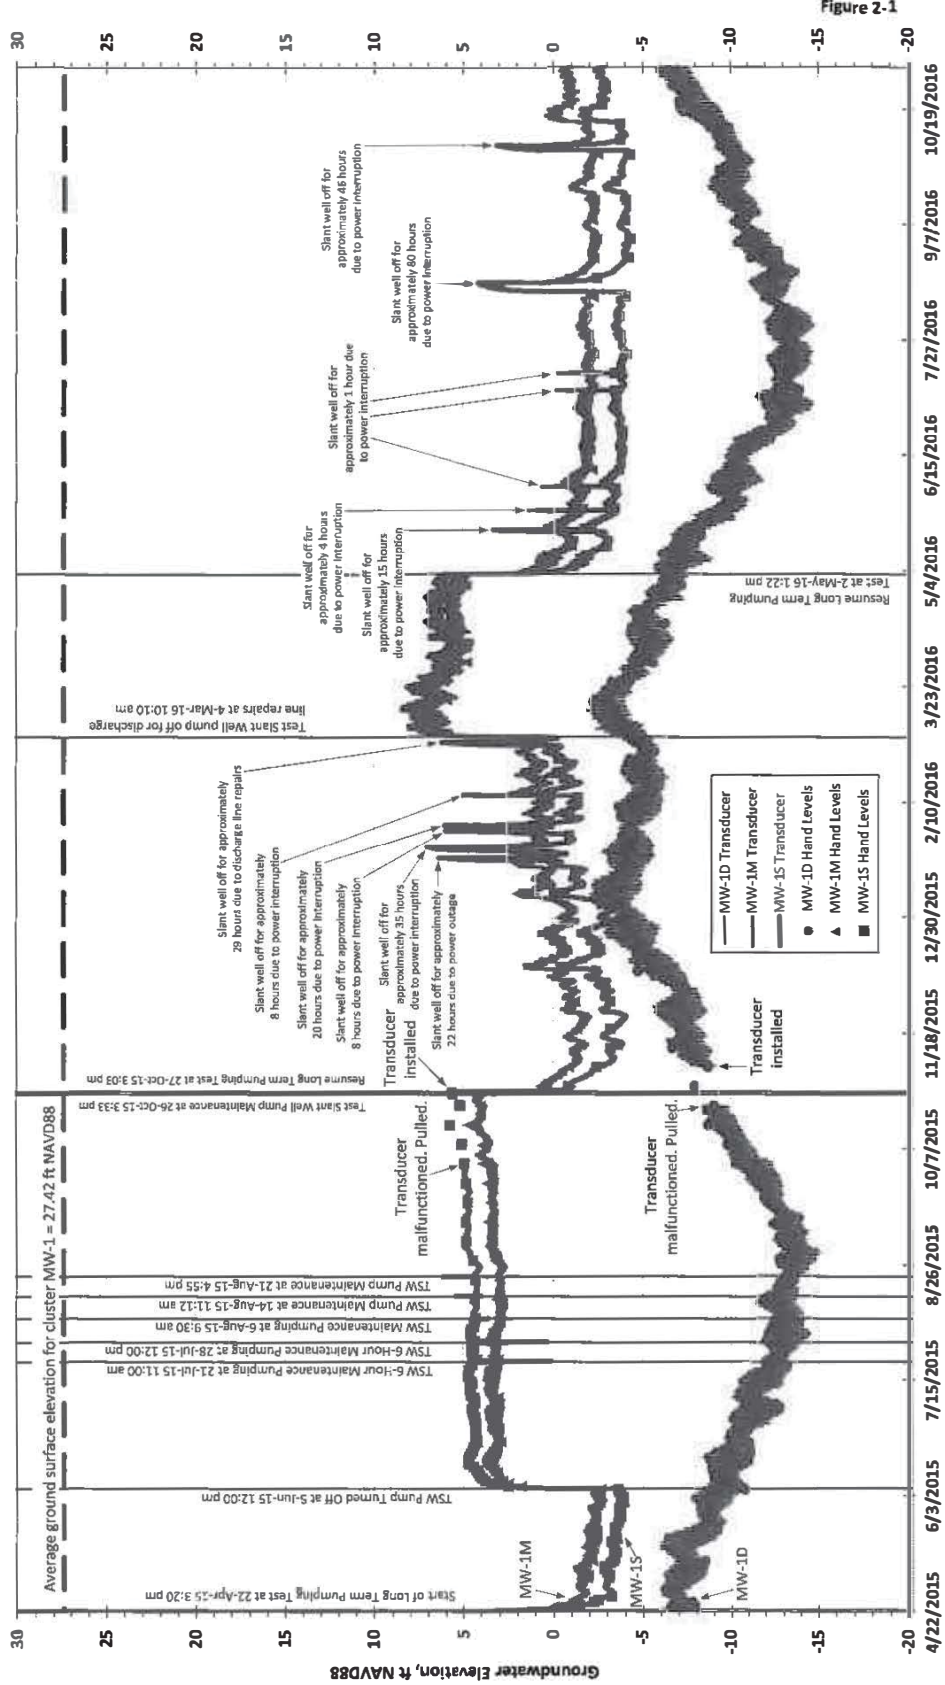 Figure 2-1
Groundwater Elevation, ft NAVD88
30
25
20
15
10
5
0
-5
-10
-15
-20
30
25
20
15
10
5
0
-5
-10
-15
-20
4/22/2015
6/3/2015
7/15/2015
8/26/2015
10/7/2015
11/18/2015
12/30/2015
2/10/2016
3/23/2016
5/4/2016
6/15/2016
7/27/2016
9/7/2016
10/19/2016
Average ground surface elevation for cluster MW-1 = 27.42 ft NAVD88
Start of Long Term Pumping Test at 22-Apr-15 3:20 pm
TSW Pump Turned Off at 5-Jun-15 12:00 pm
TSW 6-Hour Pumping Maintenance at 21-Jul-15 11:00 am
TSW 6-Hour Pumping Maintenance at 28-Jul-15 12:00 pm
TSW Pumping Maintenance at 6-Aug-15 9:30 am
TSW Pump Maintenance at 14-Aug-15 11:12 am
TSW Pump Maintenance at 21-Aug-15 4:55 pm
Test Slant Well Pump Maintenance at 26-Oct-15 3:33 pm
Resume Long Term Pumping Test at 27-Oct-15 3:03 pm
Test Slant Well pump off for discharge
line repairs at 4-Mar-16 10:10 am
Resume Long Term Pumping
Test at 2-May-16 1:22 pm
MW-1M
MW-1S
MW-1D
Transducer
malfunctioned. Pulled.
Transducer
malfunctioned. Pulled.
Transducer
installed
Transducer
installed
Slant well off for approximately
29 hours due to discharge line repairs
Slant well off for approximately
8 hours due to power interruption
Slant well off for approximately
20 hours due to power interruption
Slant well off for approximately
8 hours due to power interruption
Slant well off for
approximately 35 hours
due to power interruption
Slant well off for approximately
22 hours due to power outage
Slant well off for
approximately 4 hours
due to power interruption
Slant well off for
approximately 15 hours
due to power interruption
Slant well off for
approximately 1 hour due
to power interruption
Slant well off for
approximately 80 hours
due to power interruption
Slant well off for
approximately 46 hours
due to power interruption
MW-1D Transducer
MW-1M Transducer
MW-1S Transducer
MW-1D Hand Levels
MW-1M Hand Levels
MW-1S Hand Levels